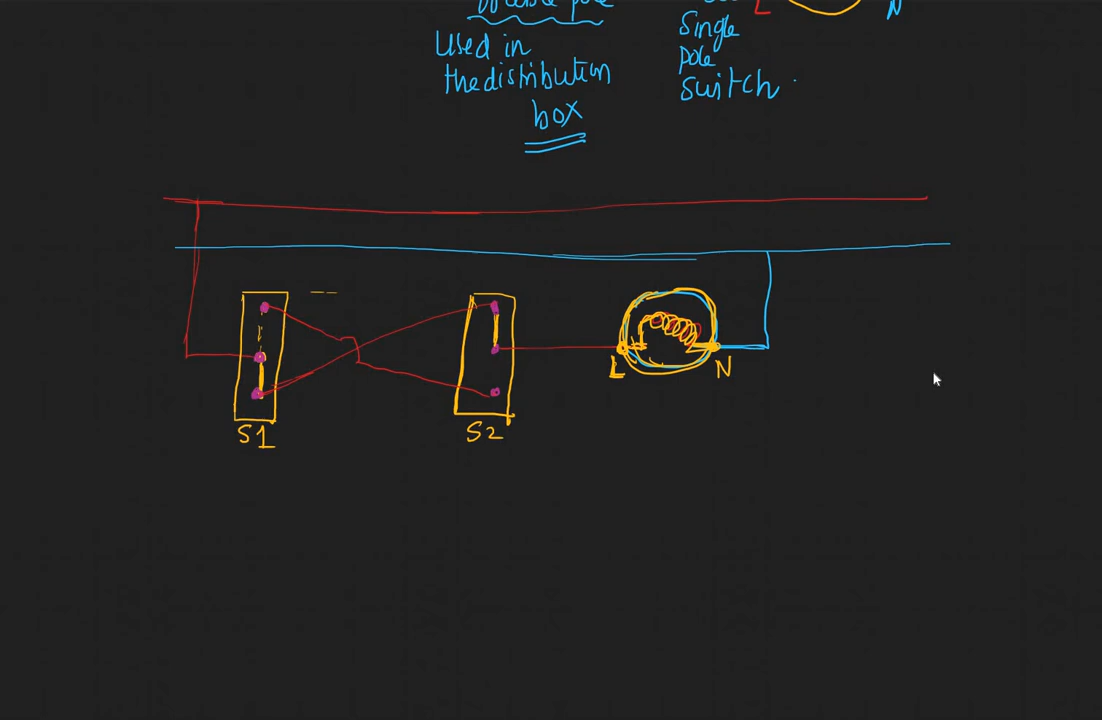 Used in
the distribution
box
Single
pole
switch
L
N
S1
S2
L
N